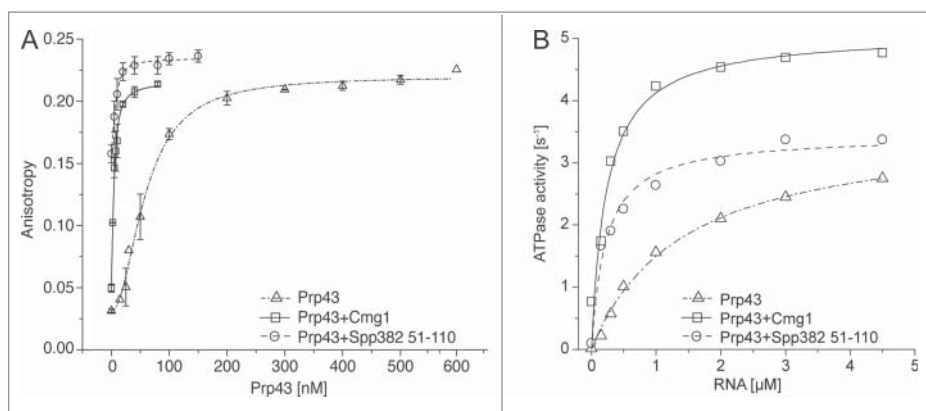 A
0.25
0.20
0.15
0.10
0.05
0.00
Anisotropy
Prp43
Prp43+Cmg1
Prp43+Spp382 51-110
0 100 200 300 400 500 600
Prp43 [nM]
B
5
4
3
2
1
0
ATPase activity [s⁻¹]
Prp43
Prp43+Cmg1
Prp43+Spp382 51-110
0 1 2 3 4 5
RNA [µM]